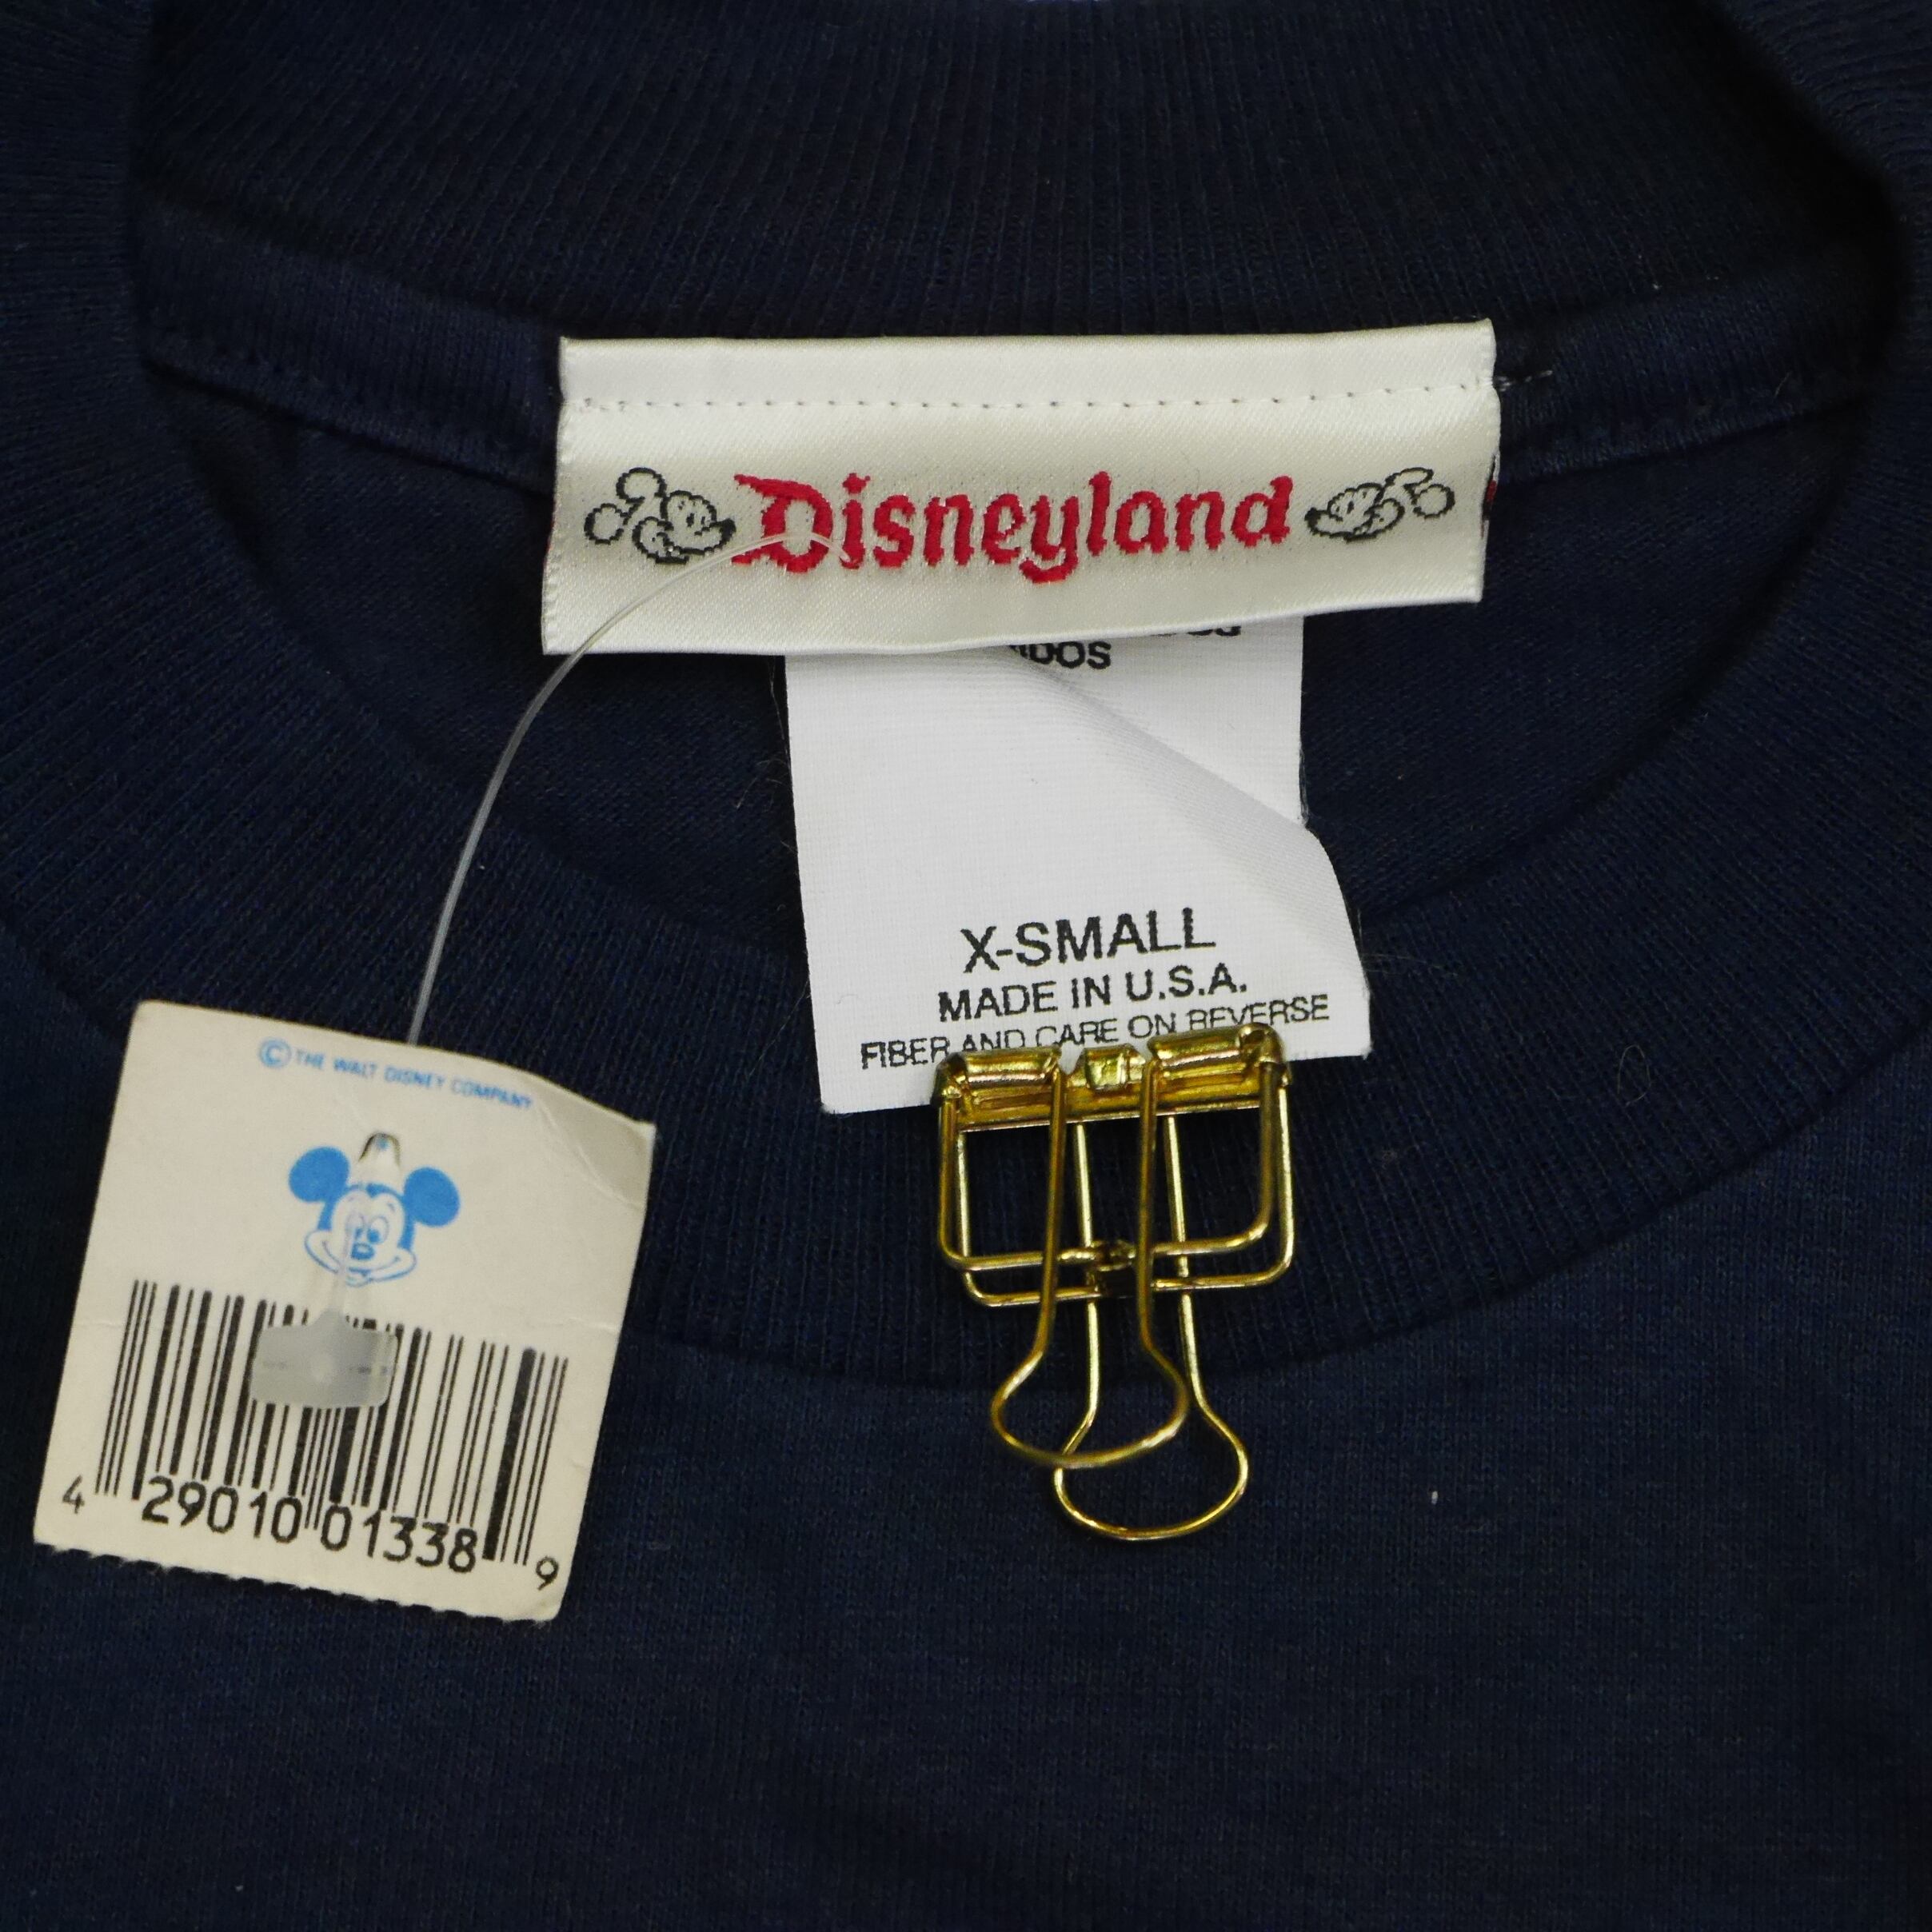 Disneyland
X-SMALL
MADE IN U.S.A.
FIBER AND CARE ON REVERSE
© THE WALT DISNEY COMPANY
4 29010 01338 9